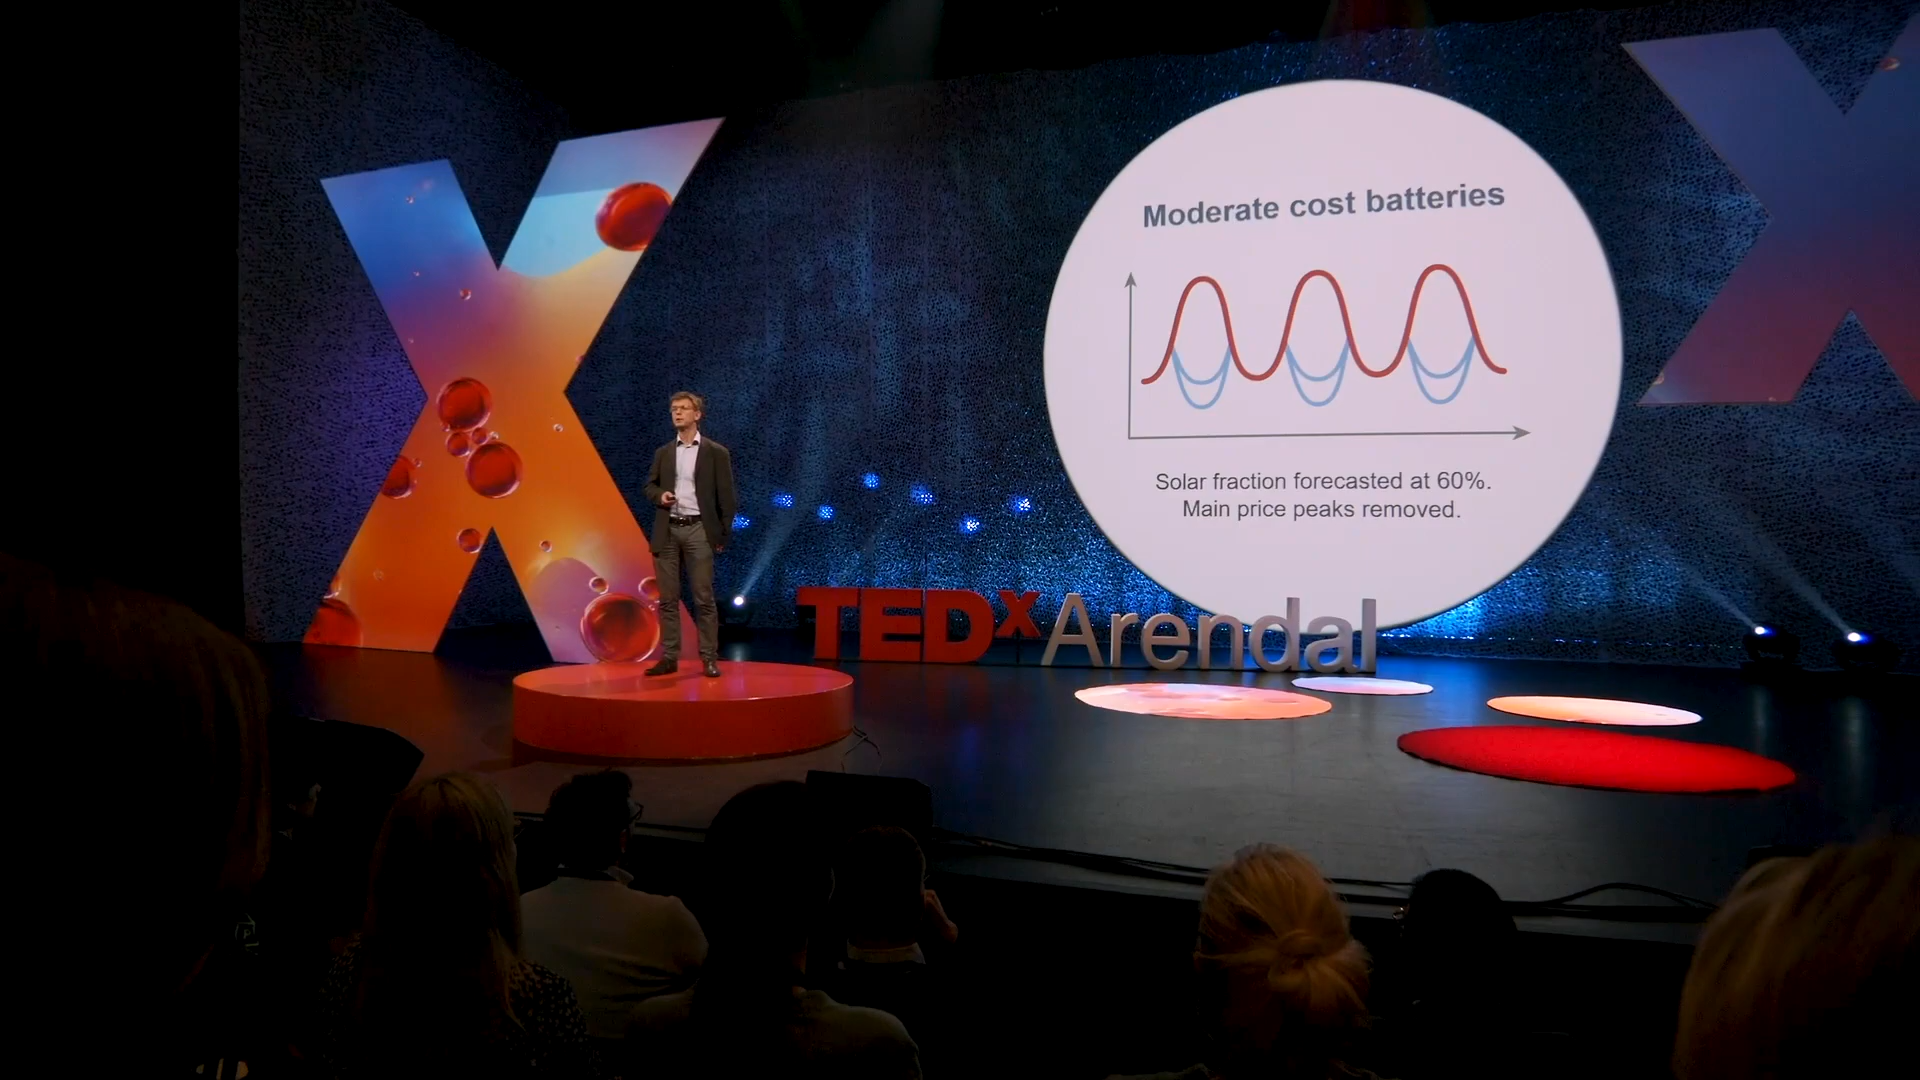 Moderate cost batteries
Solar fraction forecasted at 60%.
Main price peaks removed.
TEDxArendal